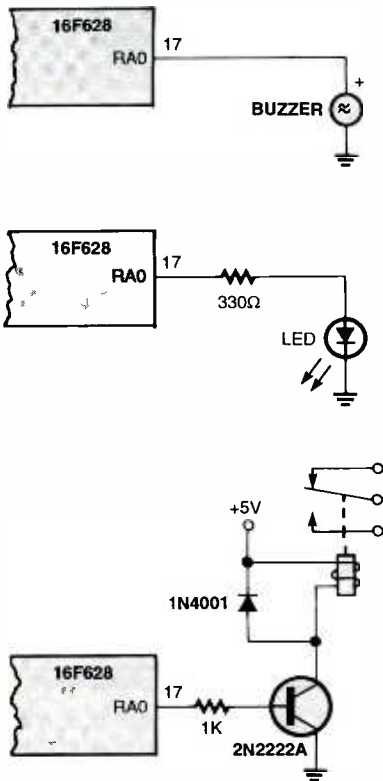 16F628
RA0
17
+
BUZZER
16F628
RA0
17
330Ω
LED
+5V
1N4001
16F628
RA0
17
1K
2N2222A